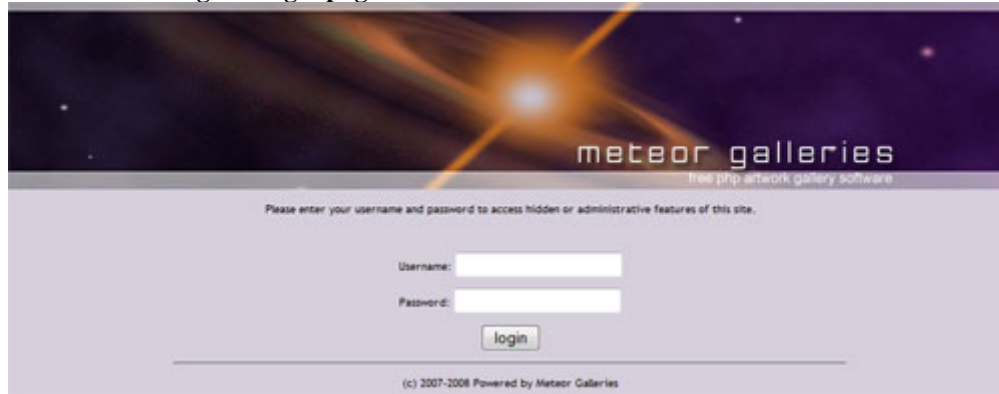 meteor galleries
free php artwork gallery software
Please enter your username and password to access hidden or administrative features of this site.
Username:
Password:
login
(c) 2007-2008 Powered by Meteor Galleries